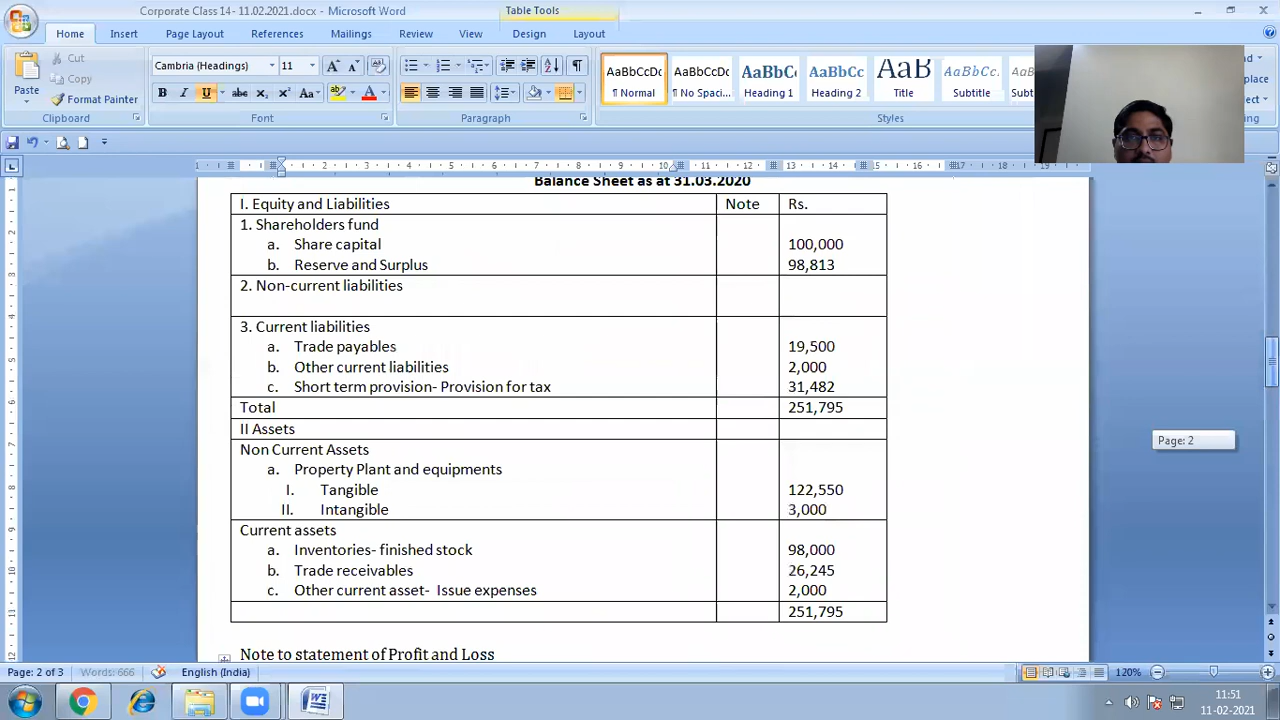 Corporate Class 14- 11.02.2021.docx - Microsoft Word
Table Tools
Home Insert Page Layout References Mailings Review View Design Layout
Paste
Cut
Copy
Format Painter
Clipboard
Cambria (Headings) 11
Font
Paragraph
AaBbCcDc AaBbCcDc AaBbCc AaBbCc AaB AaBbCc.
¶ Normal ¶ No Spaci... Heading 1 Heading 2 Title Subtitle
Styles
Balance Sheet as at 31.03.2020
I. Equity and Liabilities Note Rs.
1. Shareholders fund
a. Share capital 100,000
b. Reserve and Surplus 98,813
2. Non-current liabilities
3. Current liabilities
a. Trade payables 19,500
b. Other current liabilities 2,000
c. Short term provision- Provision for tax 31,482
Total 251,795
II Assets
Non Current Assets
a. Property Plant and equipments
I. Tangible 122,550
II. Intangible 3,000
Current assets
a. Inventories- finished stock 98,000
b. Trade receivables 26,245
c. Other current asset- Issue expenses 2,000
251,795
Note to statement of Profit and Loss
Page: 2
Page: 2 of 3 Words: 666 English (India) 120%
11:51
11-02-2021